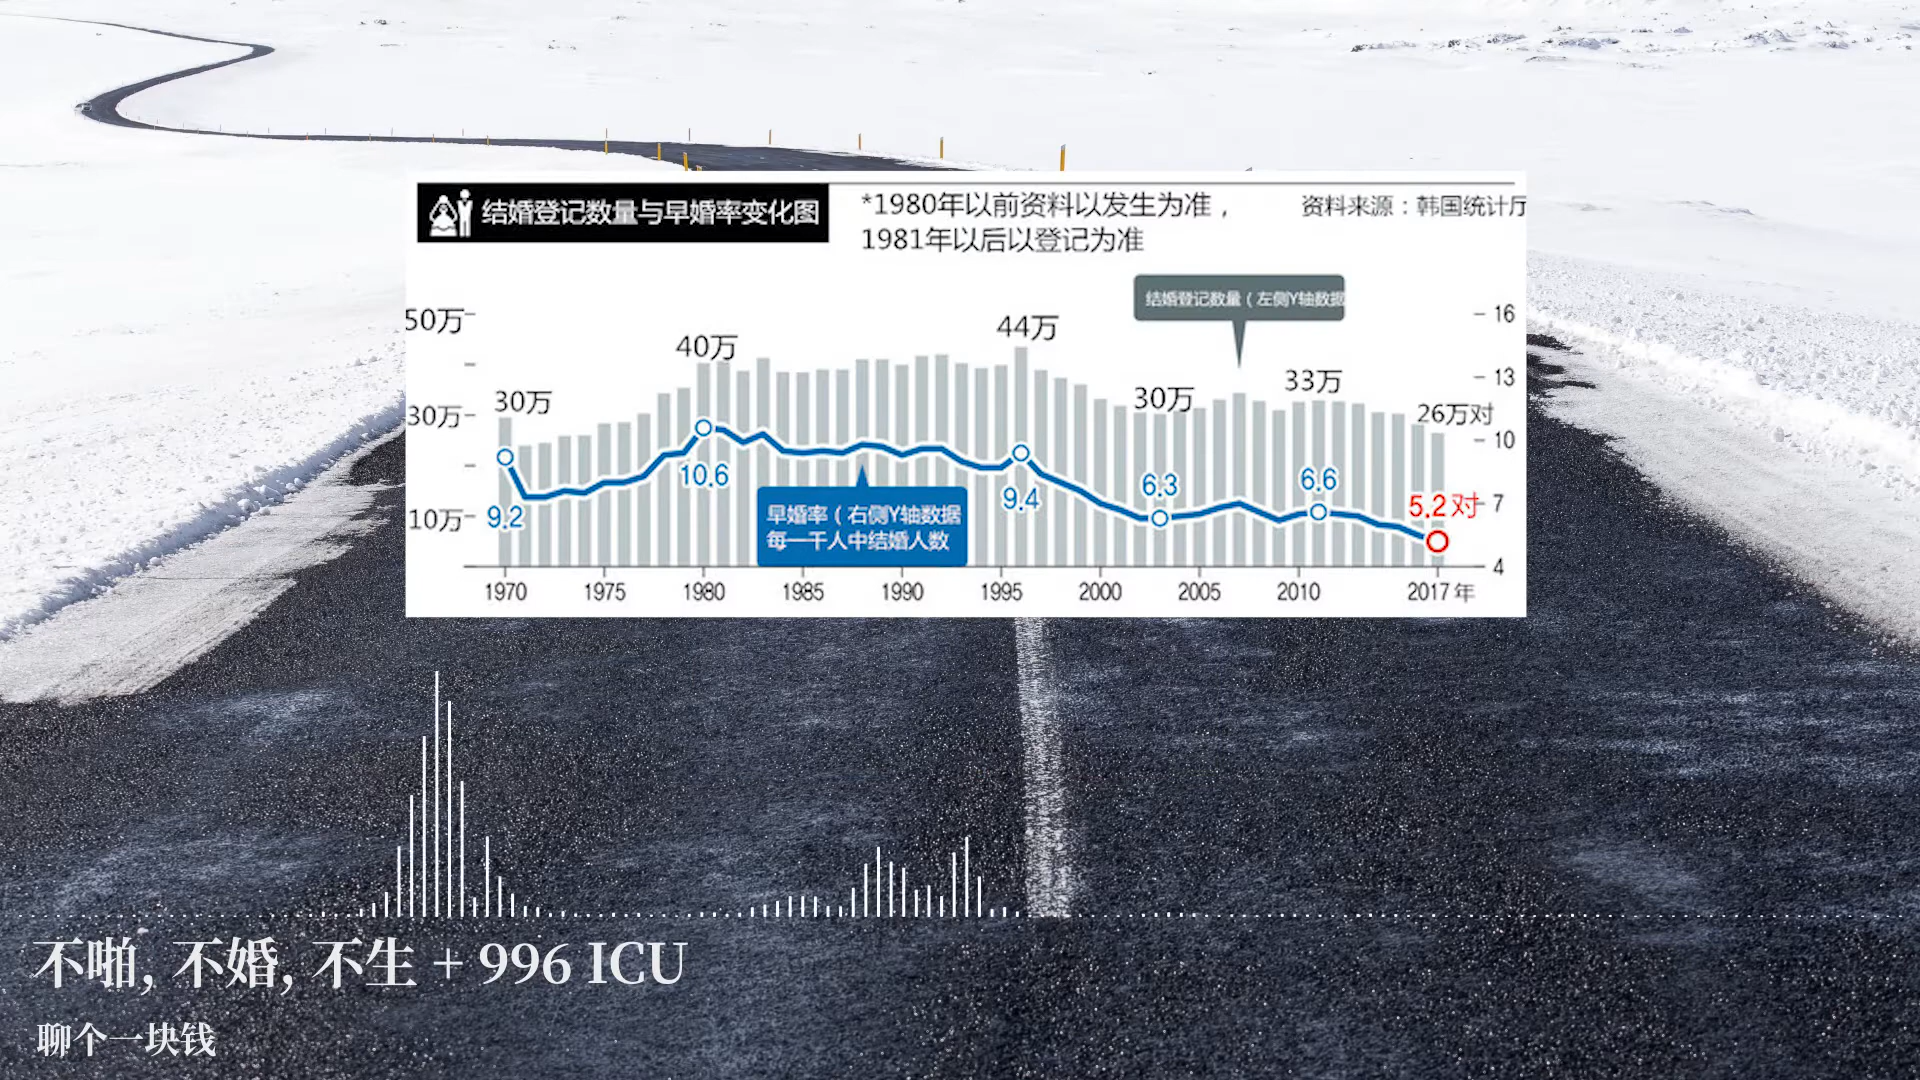 结婚登记数量与早婚率变化图
*1980年以前资料以发生为准，
1981年以后以登记为准
资料来源：韩国统计厅
结婚登记数量（左侧Y轴数据
50万
30万
10万
30万
40万
44万
30万
33万
26万对
16
13
10
7
4
9.2
10.6
9.4
6.3
6.6
5.2对
早婚率（右侧Y轴数据
每一千人中结婚人数
1970
1975
1980
1985
1990
1995
2000
2005
2010
2017年
不啪, 不婚, 不生 + 996 ICU
聊个一块钱